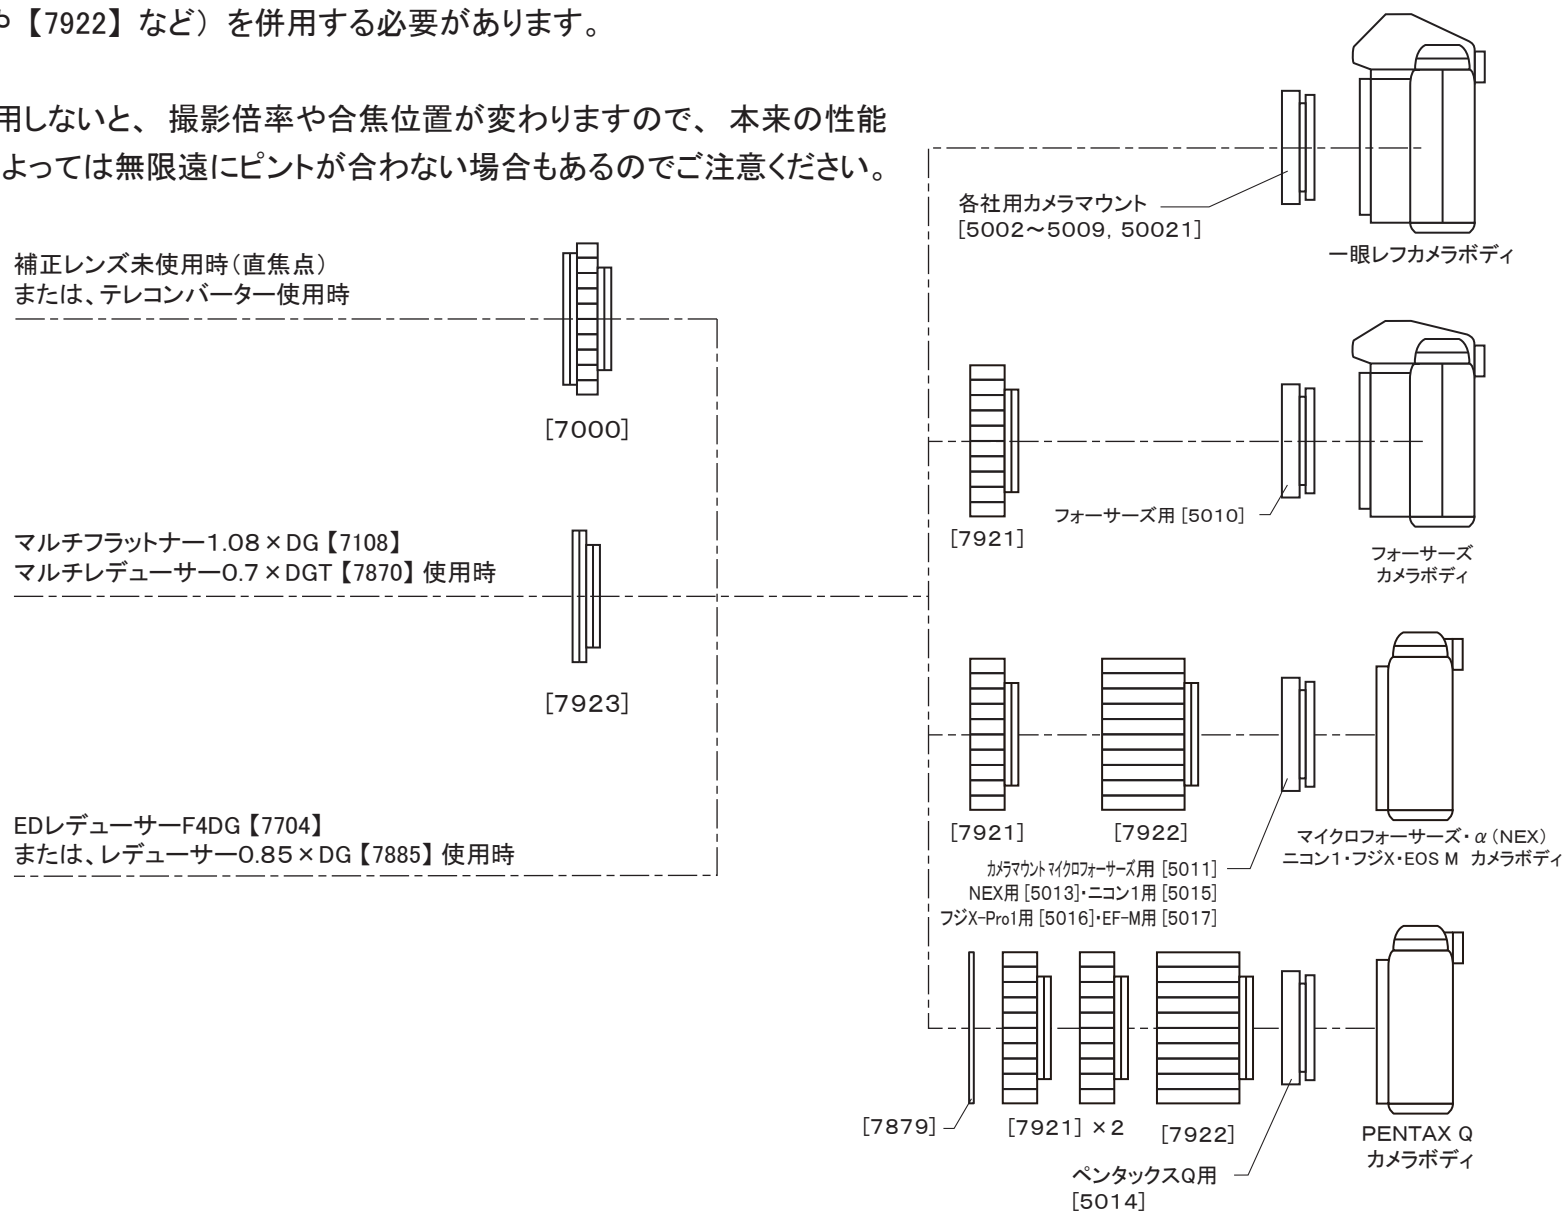 や【7922】など）を併用する必要があります。
用しないと、撮影倍率や合焦位置が変わりますので、本来の性能
よっては無限遠にピントが合わない場合もあるのでご注意ください。
各社用カメラマウント
[5002～5009, 50021]
一眼レフカメラボディ
補正レンズ未使用時（直焦点）
または、テレコンバーター使用時
[7000]
[7921]
フォーサーズ用 [5010]
フォーサーズ
カメラボディ
マルチフラットナー1.08×DG【7108】
マルチレデューサー0.7×DGT【7870】使用時
[7923]
[7921]
[7922]
マイクロフォーサーズ・α（NEX）
ニコン1・フジX・EOS M カメラボディ
カメラマウント マイクロフォーサーズ用 [5011]
NEX用 [5013]・ニコン1用 [5015]
フジX-Pro1用 [5016]・EF-M用 [5017]
EDレデューサーF4DG【7704】
または、レデューサー0.85×DG【7885】使用時
[7879]
[7921] ×2
[7922]
ペンタックスQ用
[5014]
PENTAX Q
カメラボディ